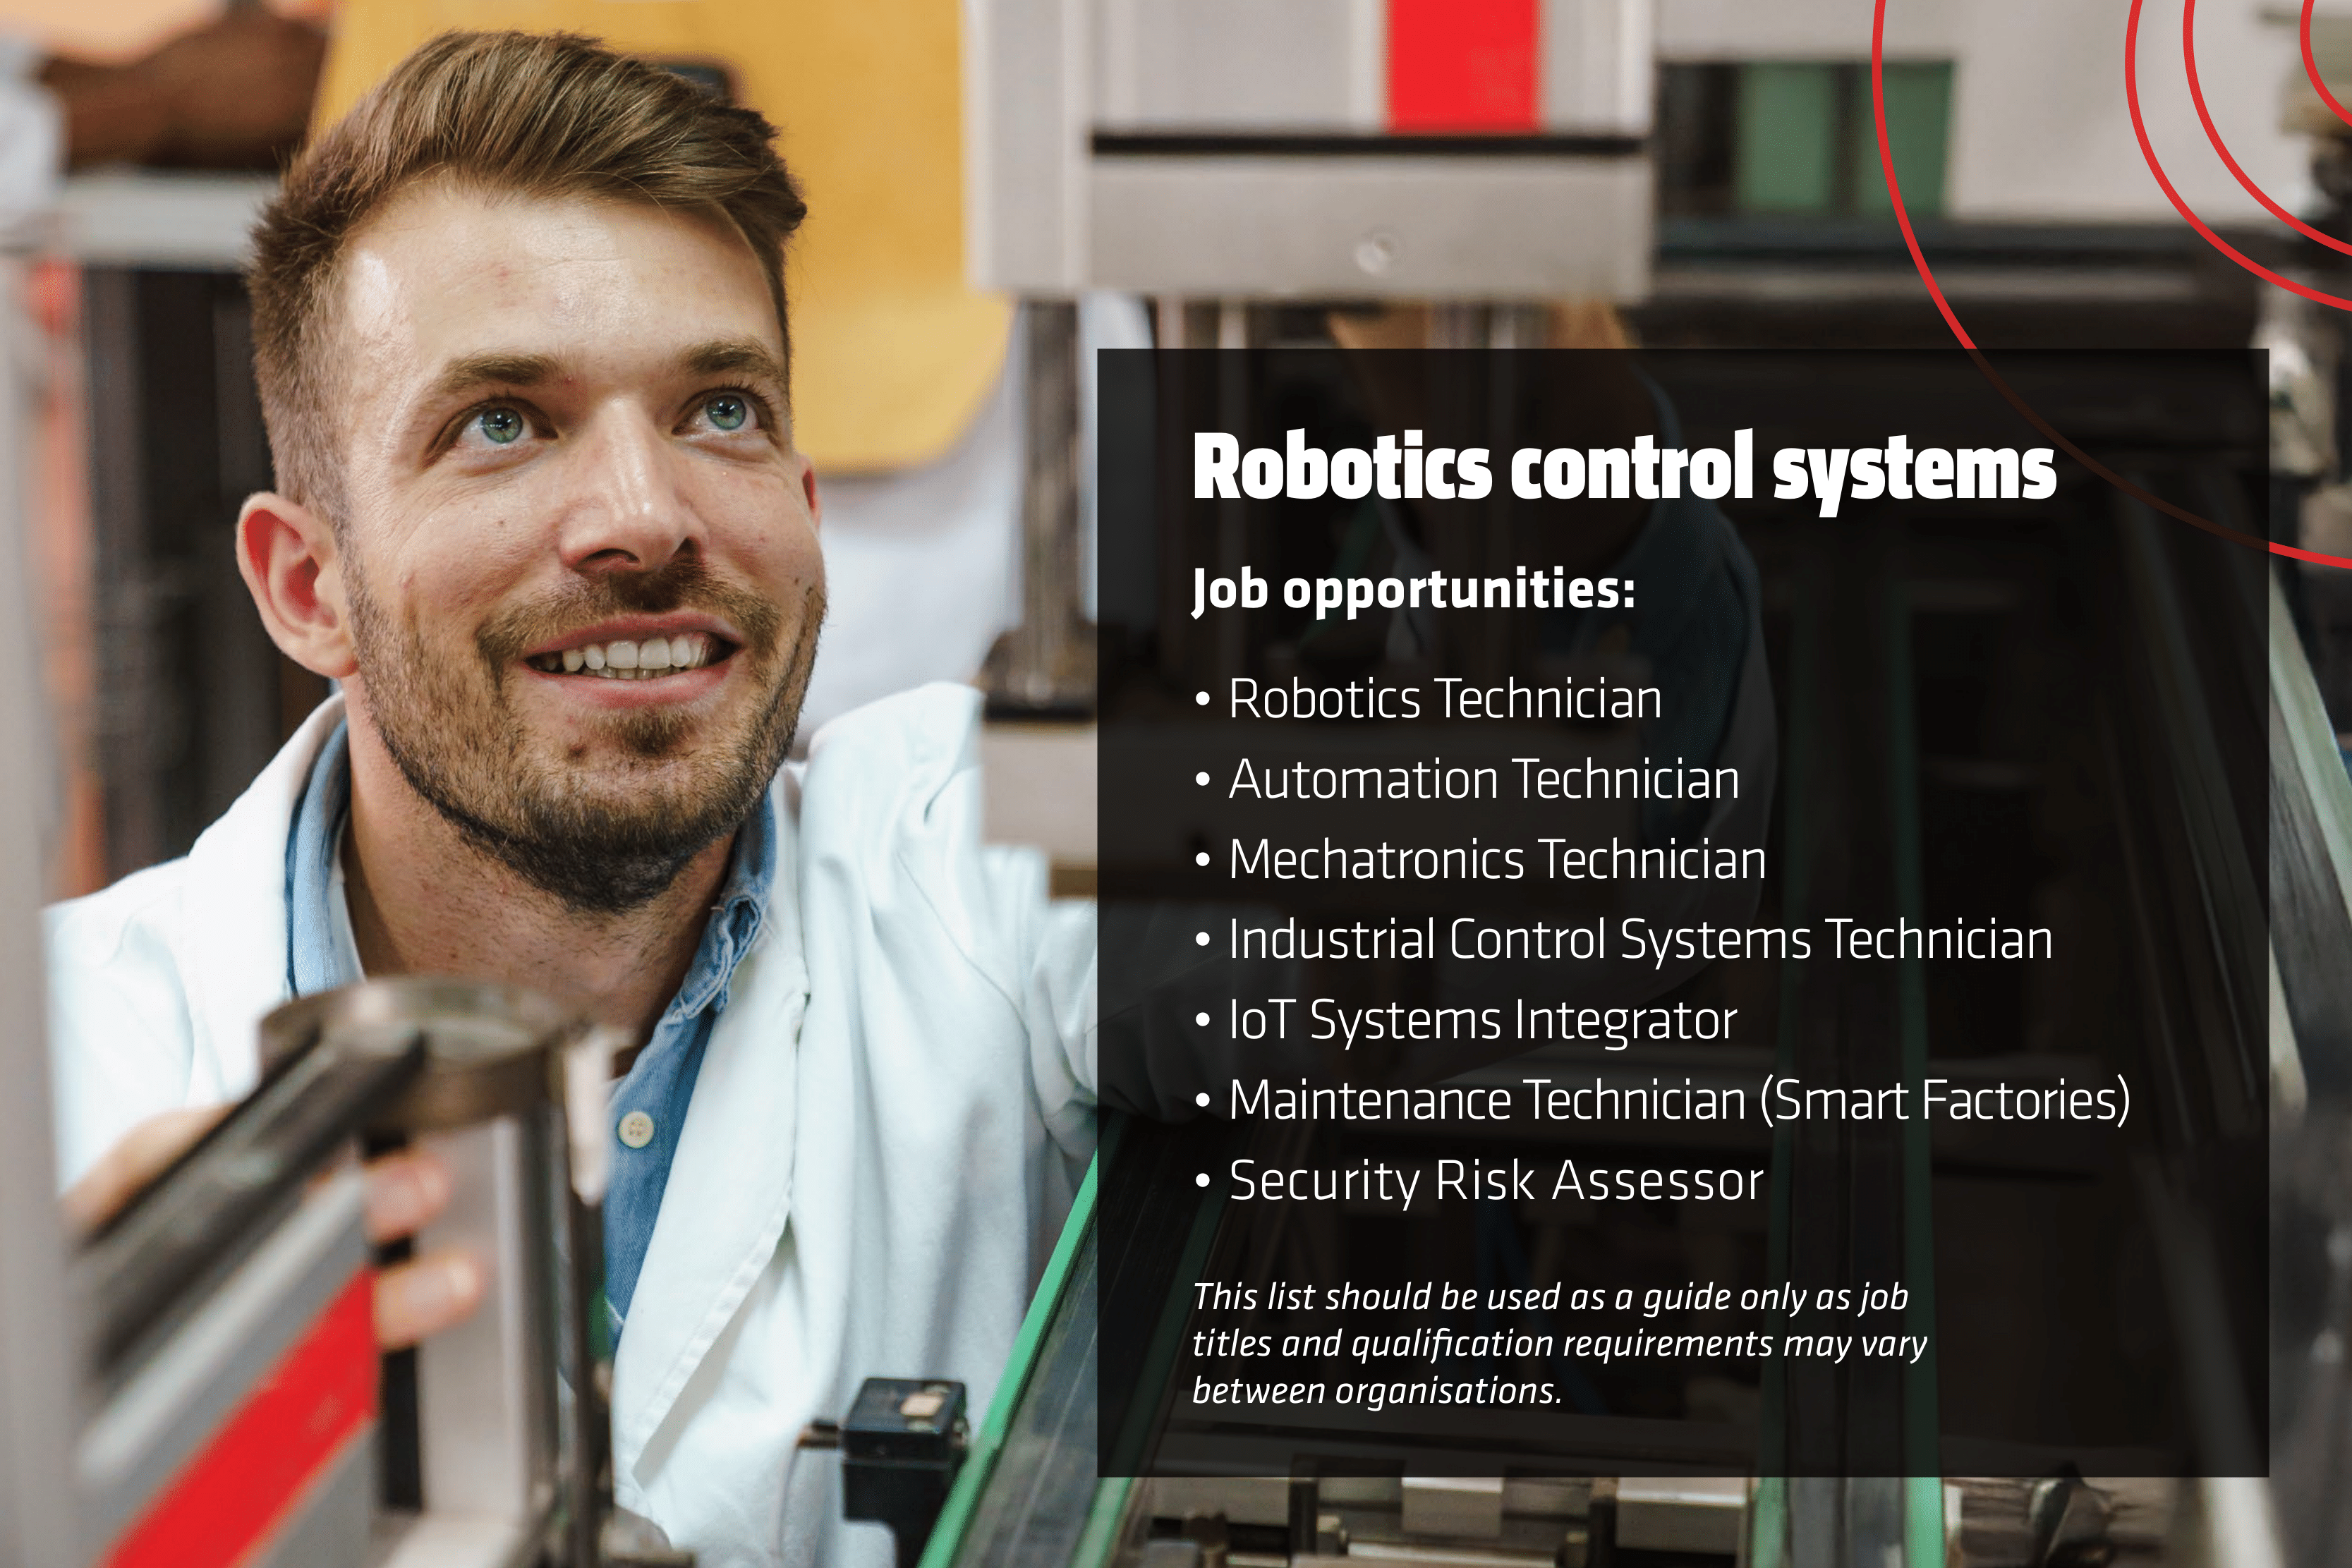 Robotics control systems
Job opportunities:
• Robotics Technician
• Automation Technician
• Mechatronics Technician
• Industrial Control Systems Technician
• IoT Systems Integrator
• Maintenance Technician (Smart Factories)
• Security Risk Assessor
This list should be used as a guide only as job
titles and qualification requirements may vary
between organisations.